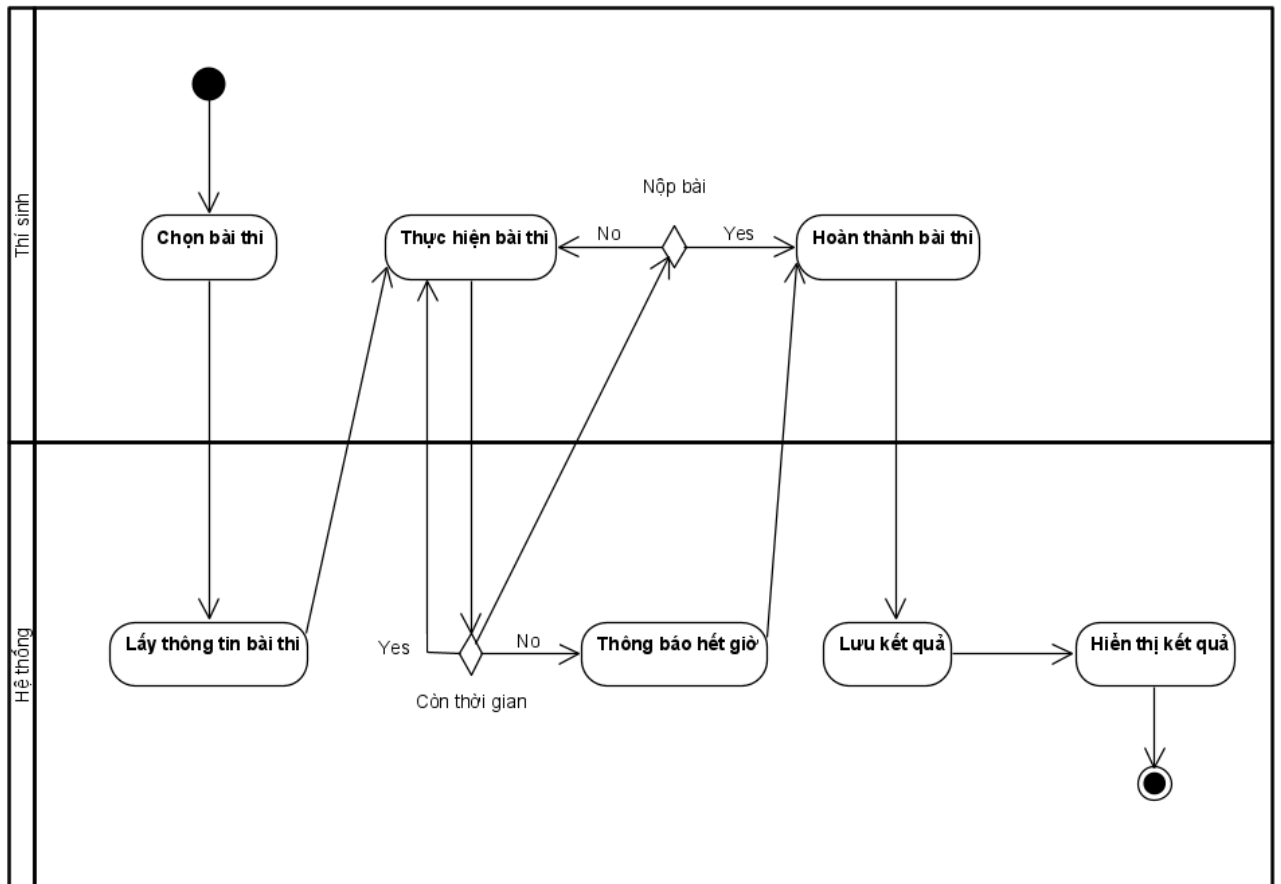 Thí sinh
Nộp bài
Chọn bài thi
Thực hiện bài thi
No
Yes
Hoàn thành bài thi
Hệ thống
Lấy thông tin bài thi
Yes
No
Thông báo hết giờ
Lưu kết quả
Hiển thị kết quả
Còn thời gian